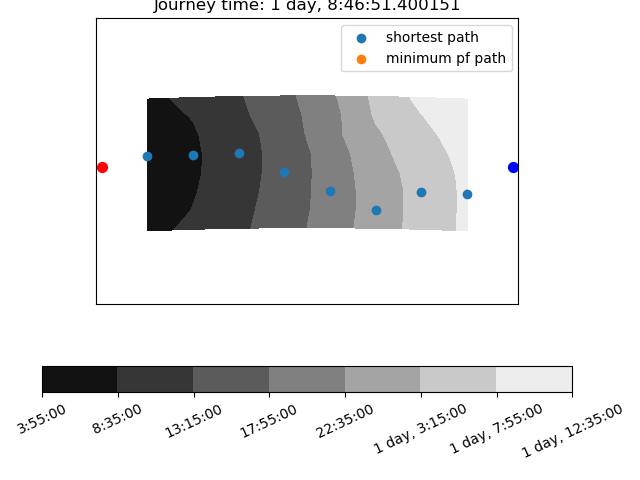 Journey time: 1 day, 8:46:51.400151
shortest path
minimum pf path
3:55:00
8:35:00
13:15:00
17:55:00
22:35:00
1 day, 3:15:00
1 day, 7:55:00
1 day, 12:35:00